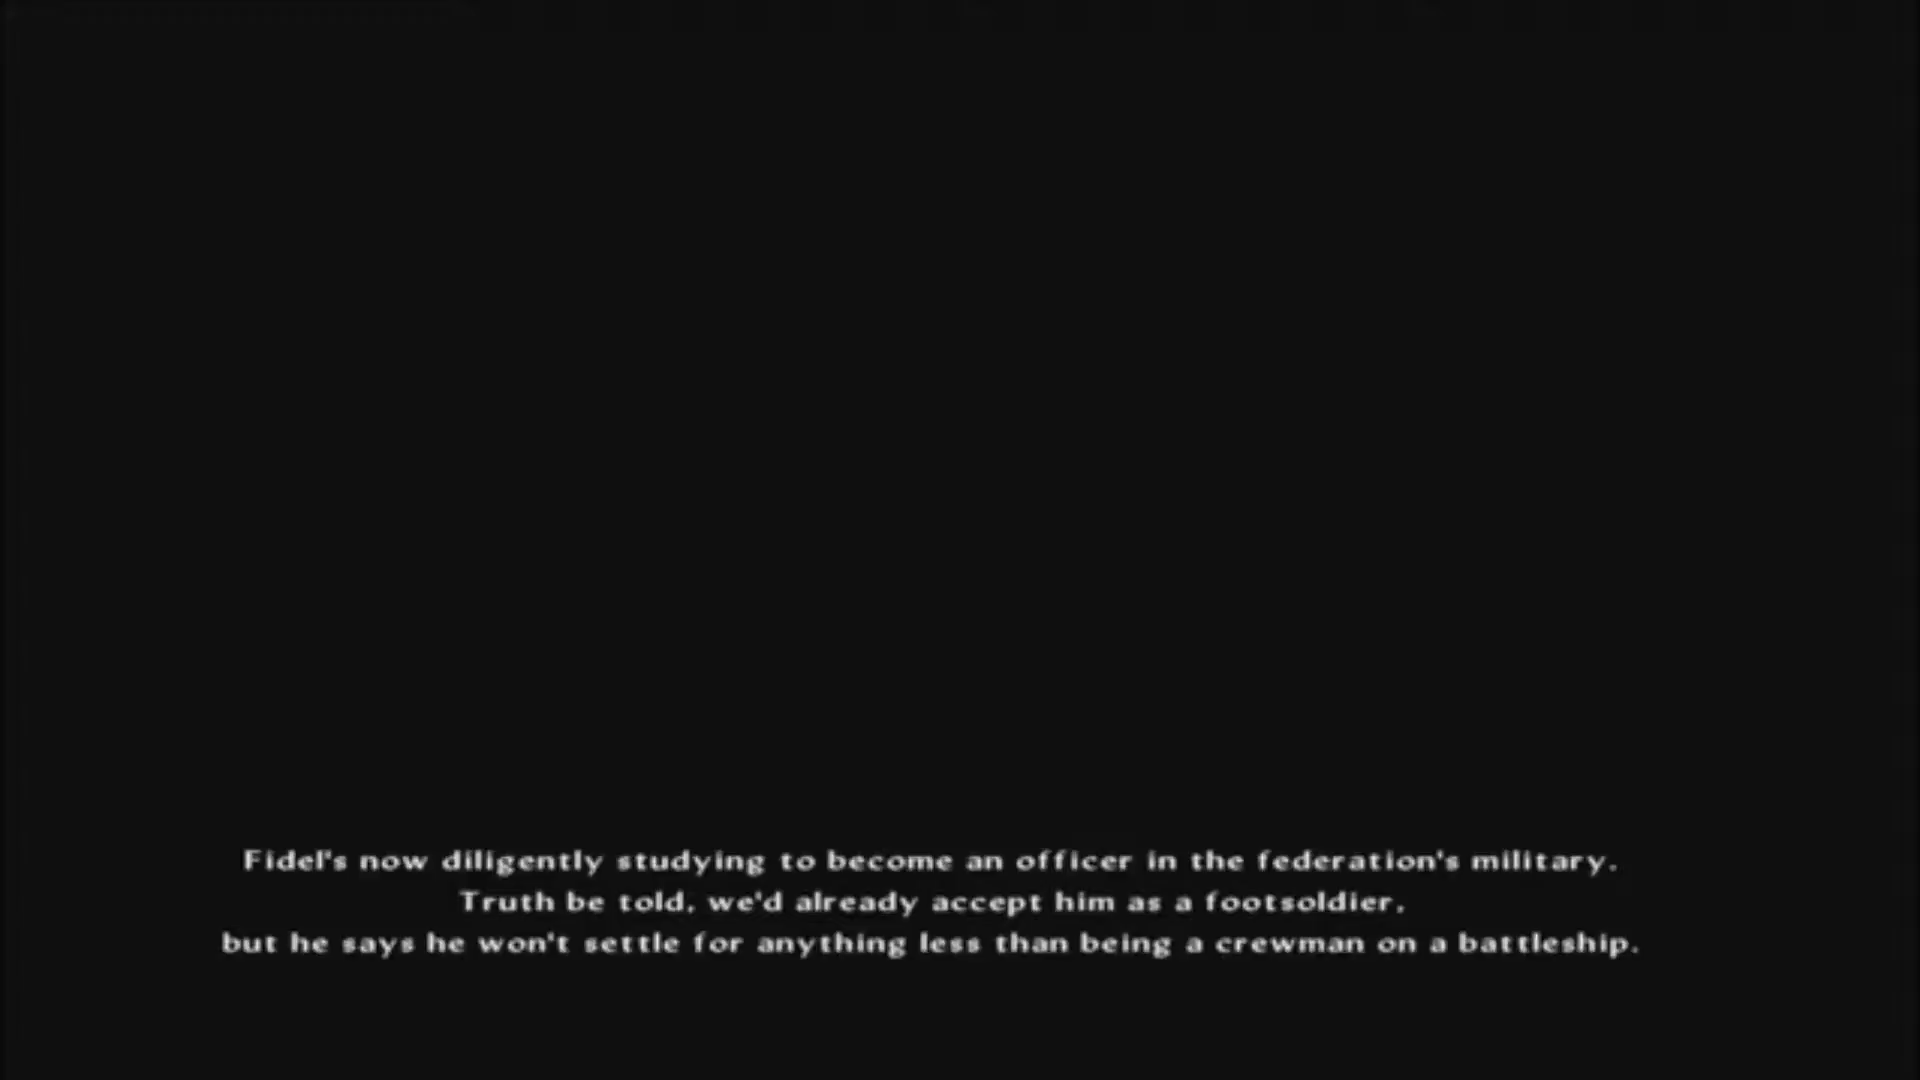 Fidel's now diligently studying to become an officer in the federation's military.
Truth be told, we'd already accept him as a footsoldier,
but he says he won't settle for anything less than being a crewman on a battleship.